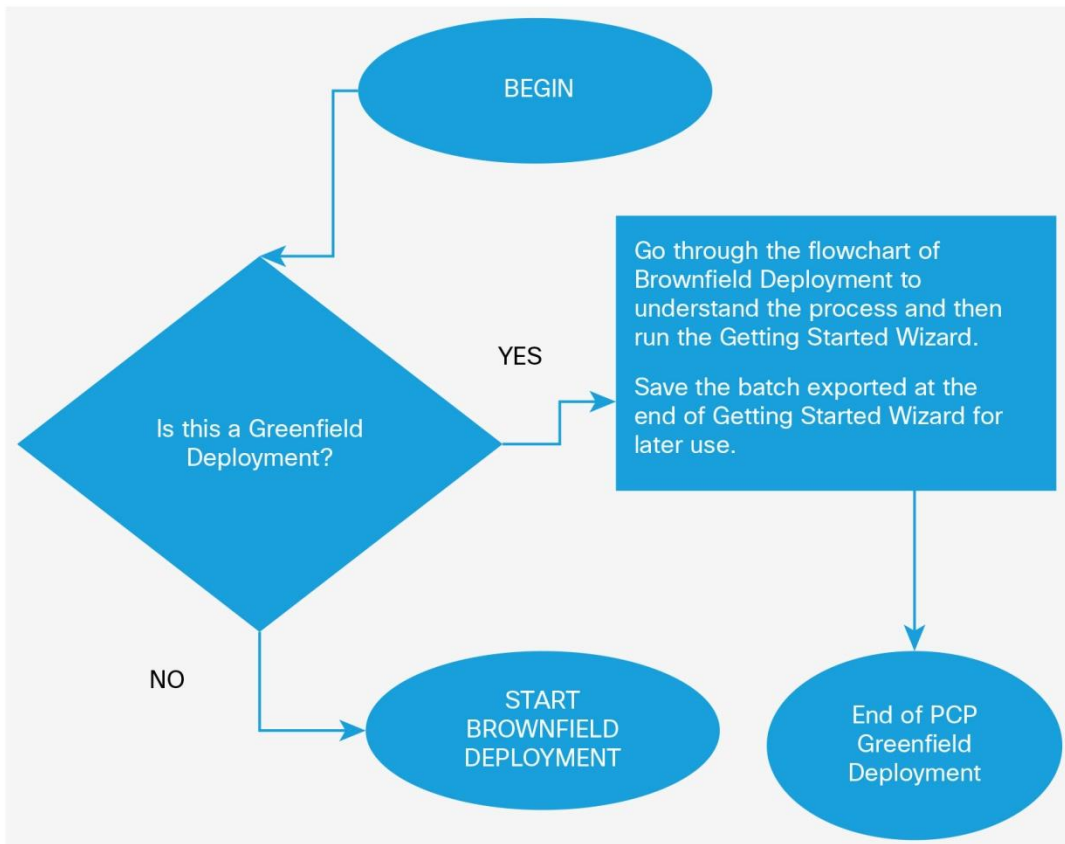 BEGIN
Is this a Greenfield
Deployment?
YES
Go through the flowchart of
Brownfield Deployment to
understand the process and then
run the Getting Started Wizard.
Save the batch exported at the
end of Getting Started Wizard for
later use.
NO
START
BROWNFIELD
DEPLOYMENT
End of PCP
Greenfield
Deployment